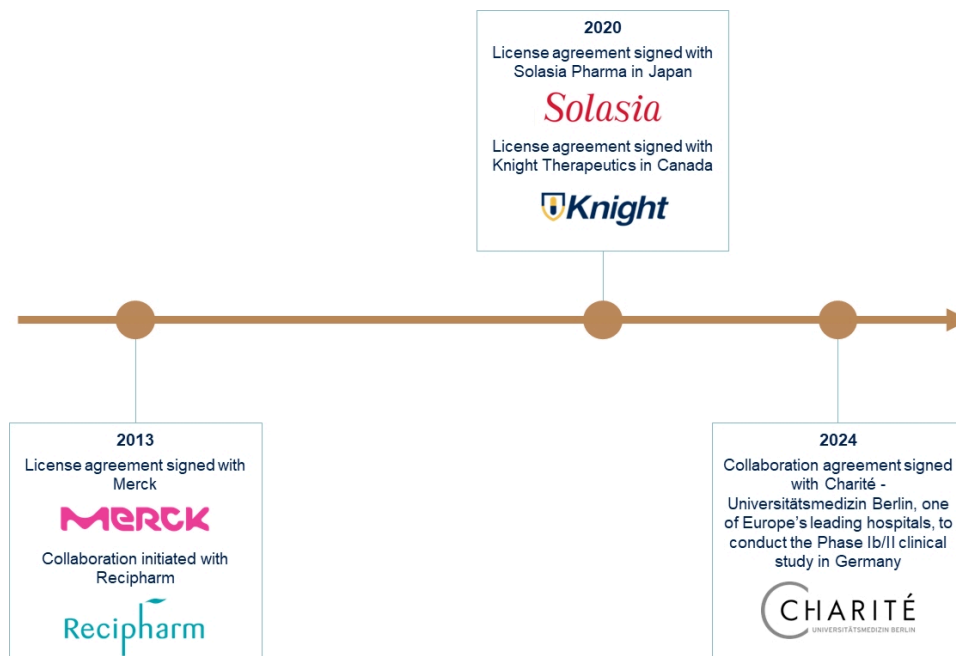 2020
License agreement signed with
Solasia Pharma in Japan
Solasia
License agreement signed with
Knight Therapeutics in Canada
Knight
2013
License agreement signed with
Merck
MERCK
Collaboration initiated with
Recipharm
Recipharm
2024
Collaboration agreement signed
with Charité -
Universitätsmedizin Berlin, one
of Europe's leading hospitals, to
conduct the Phase Ib/II clinical
study in Germany
CHARITÉ
UNIVERSITÄTSMEDIZIN BERLIN